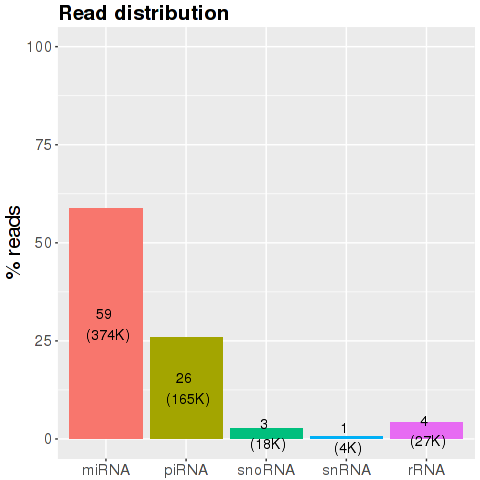 Read distribution
% reads
100
75
50
25
0
59
(374K)
26
(165K)
3
(18K)
1
(4K)
4
(27K)
miRNA
piRNA
snoRNA
snRNA
rRNA